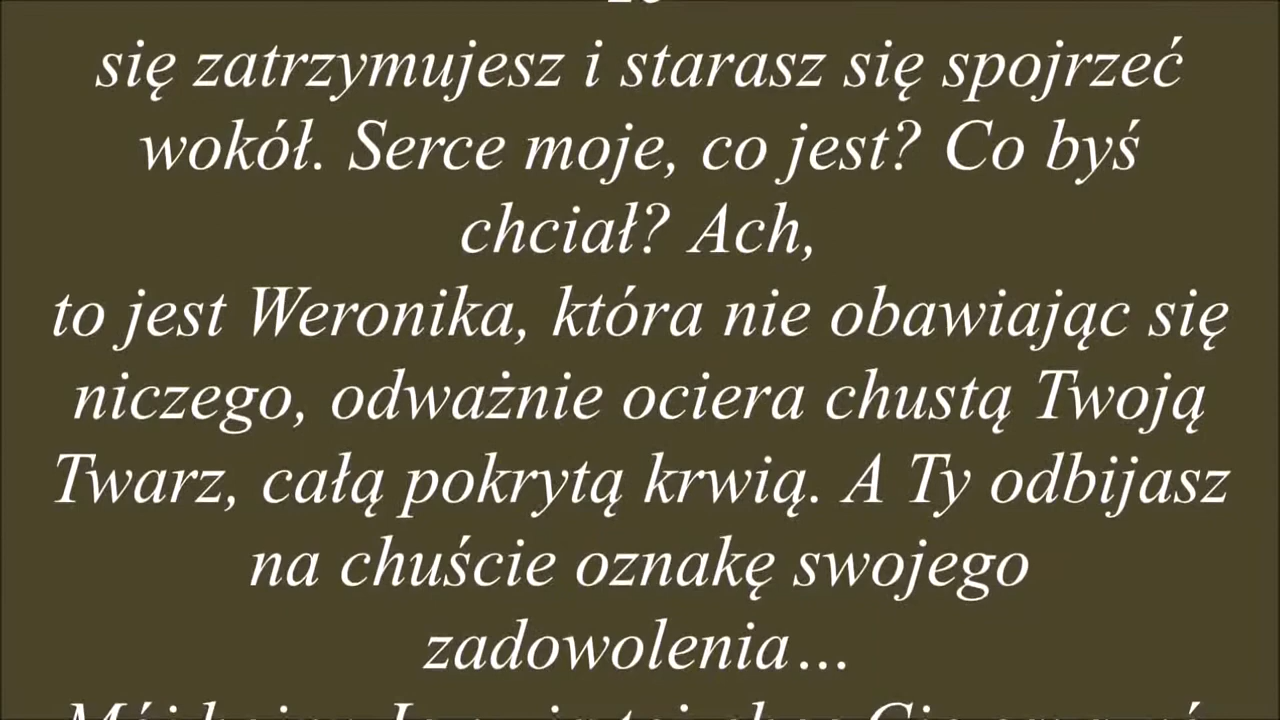 się zatrzymujesz i starasz się spojrzeć
wokół. Serce moje, co jest? Co byś
chciał? Ach,
to jest Weronika, która nie obawiając się
niczego, odważnie ociera chustą Twoją
Twarz, całą pokrytą krwią. A Ty odbijasz
na chuście oznakę swojego
zadowolenia…